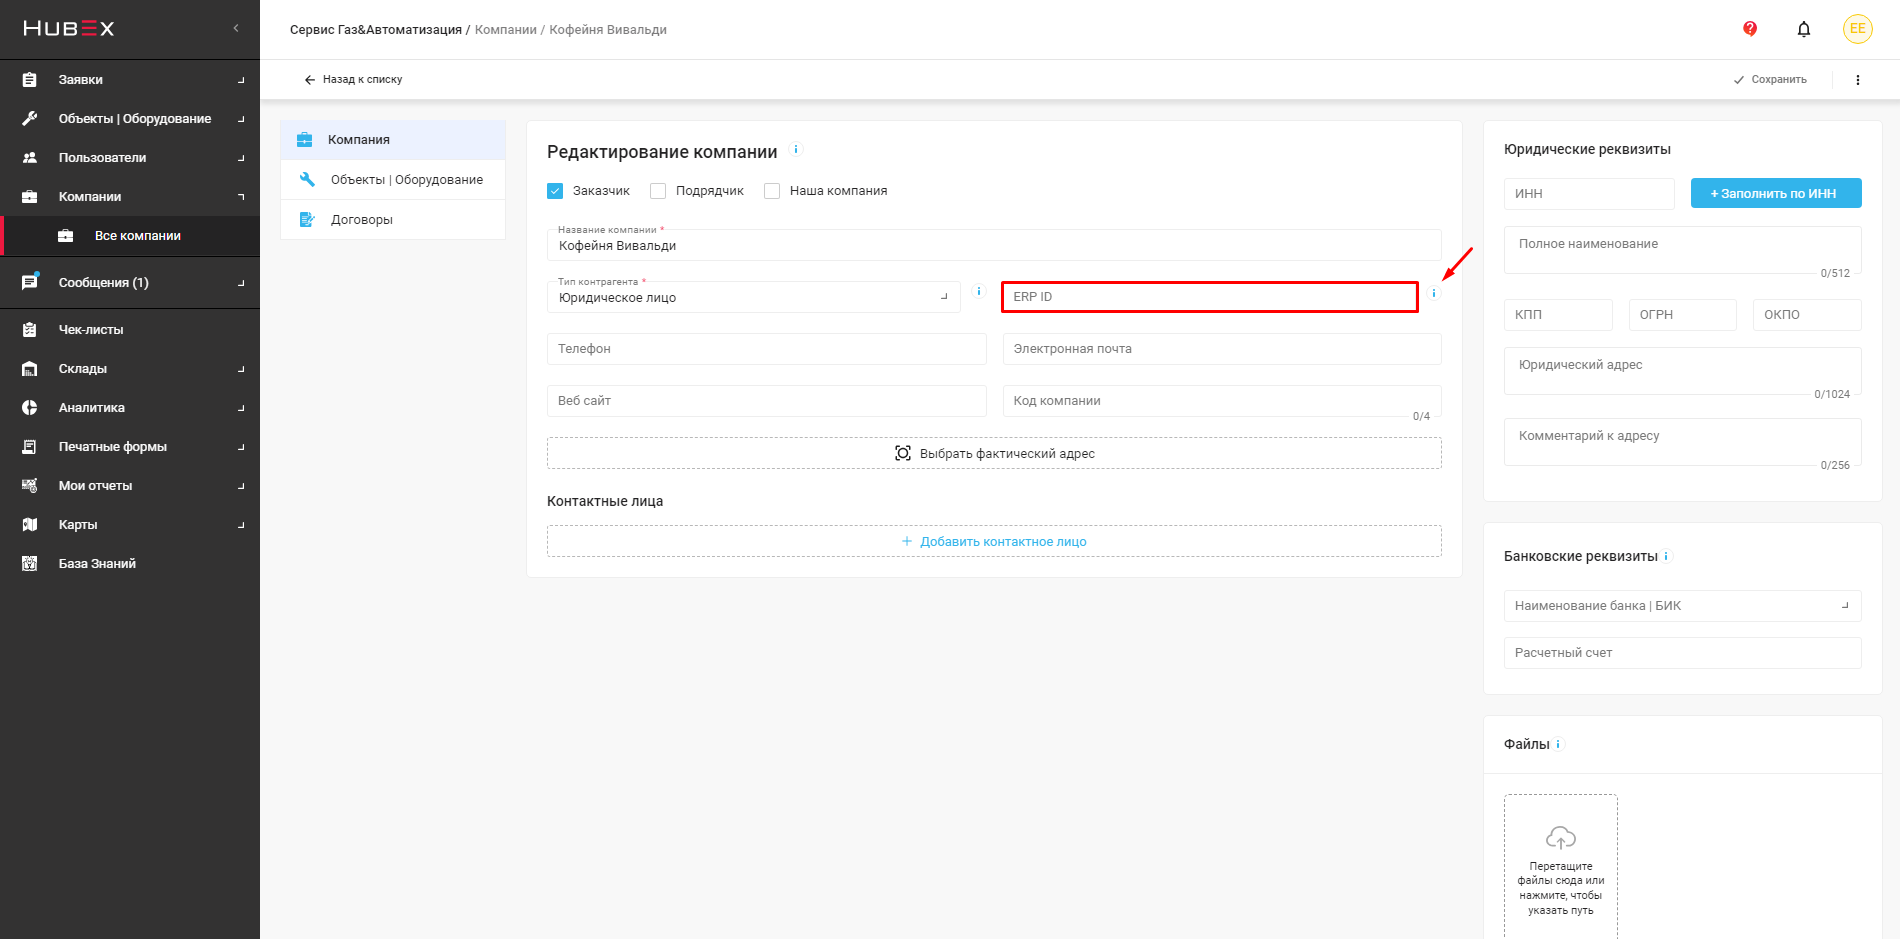 HUBEX
Заявки
Объекты | Оборудование
Пользователи
Компании
Все компании
Сообщения (1)
Чек-листы
Склады
Аналитика
Печатные формы
Мои отчеты
Карты
База Знаний
Сервис Газ&Автоматизация / Компании / Кофейня Вивальди
EE
Назад к списку
Сохранить
Компания
Объекты | Оборудование
Договоры
Редактирование компании
Заказчик
Подрядчик
Наша компания
Название компании *
Кофейня Вивальди
Тип контрагента *
Юридическое лицо
ERP ID
Телефон
Электронная почта
Веб сайт
Код компании
0/4
Выбрать фактический адрес
Контактные лица
+ Добавить контактное лицо
Юридические реквизиты
ИНН
+ Заполнить по ИНН
Полное наименование
0/512
КПП
ОГРН
ОКПО
Юридический адрес
0/1024
Комментарий к адресу
0/256
Банковские реквизиты
Наименование банка | БИК
Расчетный счет
Файлы
Перетащите
файлы сюда или
нажмите, чтобы
указать путь